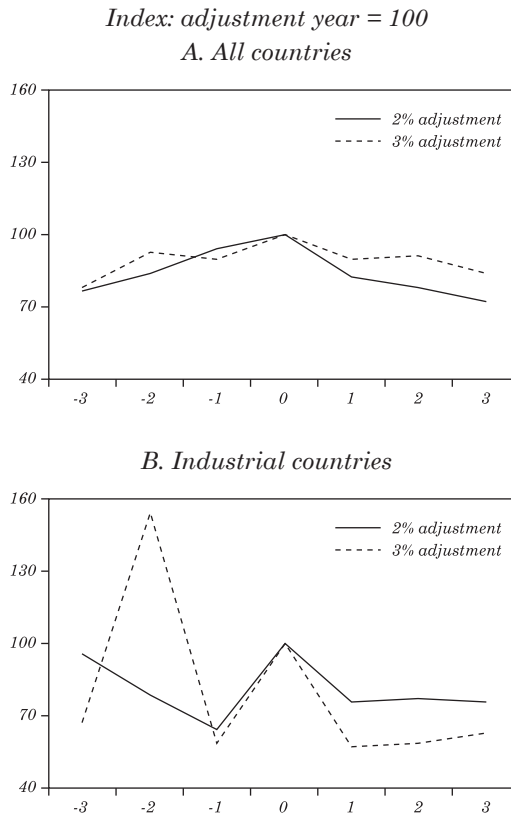 Index: adjustment year = 100
A. All countries
160
2% adjustment
3% adjustment
130
100
70
40
-3 -2 -1 0 1 2 3
B. Industrial countries
160
2% adjustment
3% adjustment
130
100
70
40
-3 -2 -1 0 1 2 3